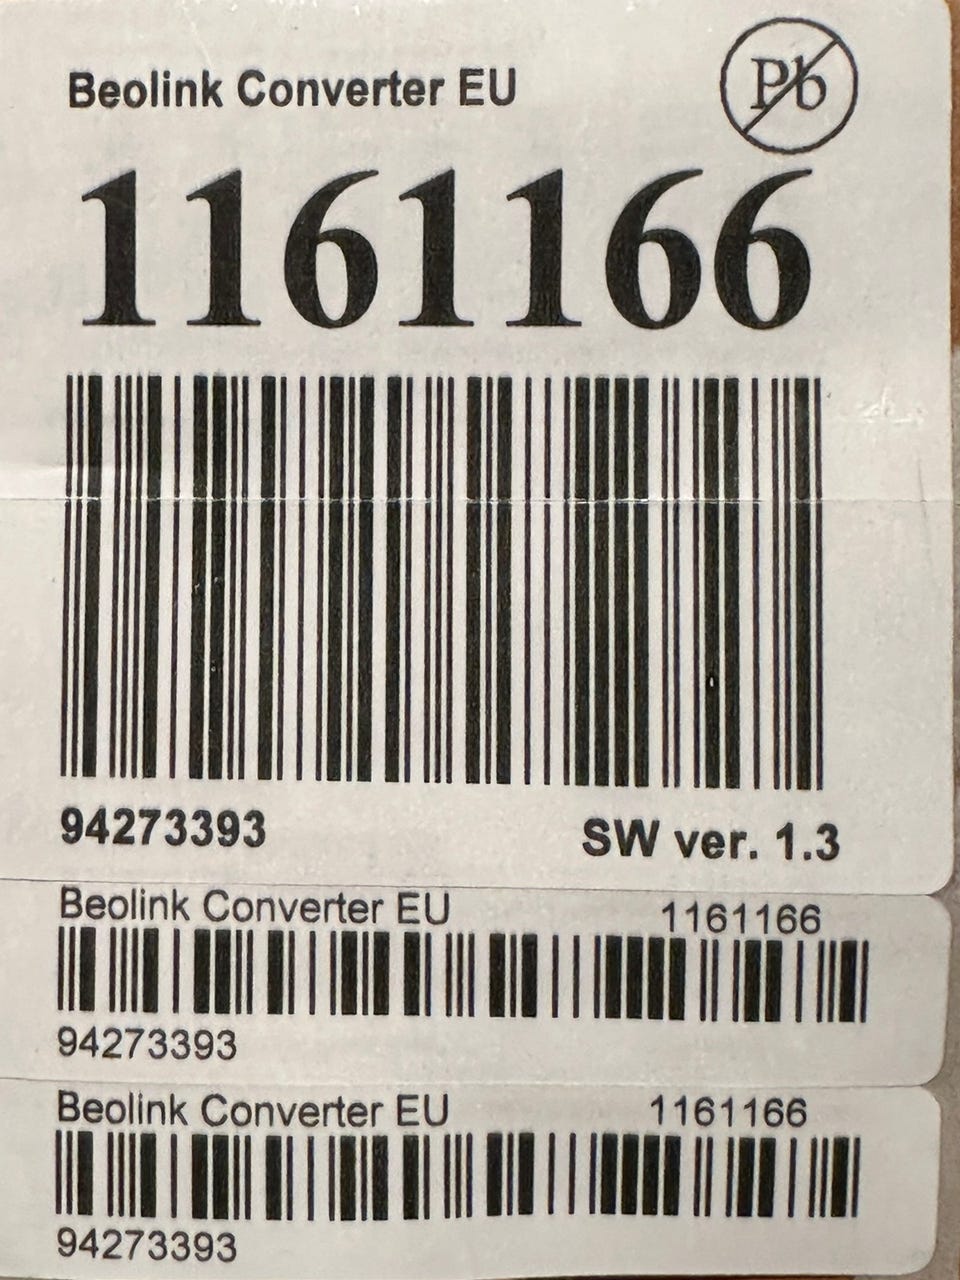 Beolink Converter EU
Pb
1161166
94273393 SW ver. 1.3
Beolink Converter EU 1161166
94273393
Beolink Converter EU 1161166
94273393